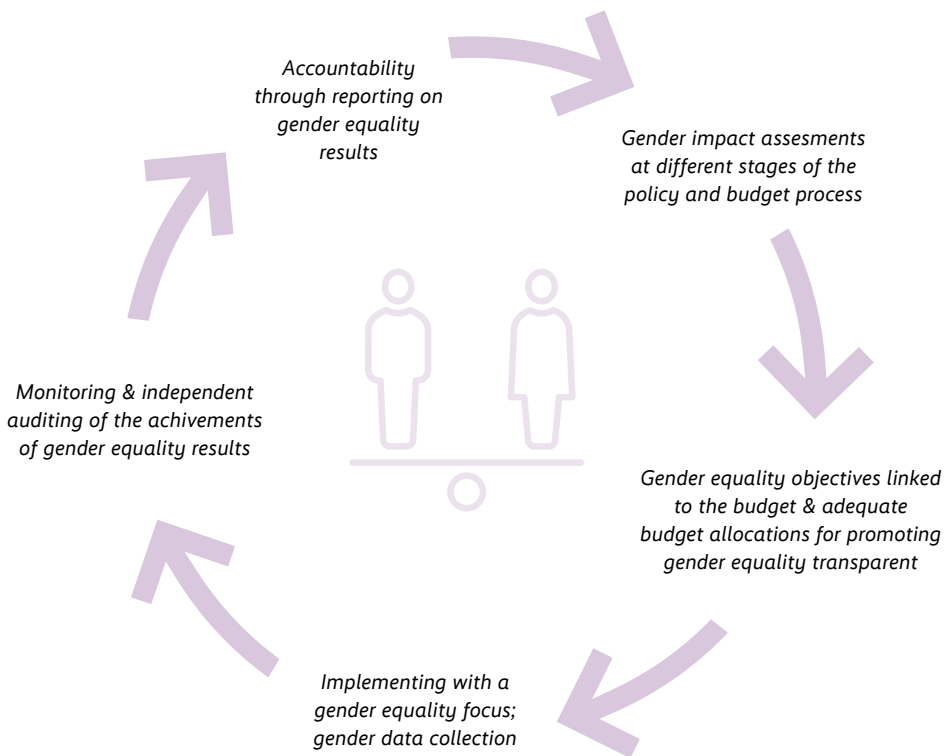 Accountability
through reporting on
gender equality
results
Gender impact assesments
at different stages of the
policy and budget process
Gender equality objectives linked
to the budget & adequate
budget allocations for promoting
gender equality transparent
Implementing with a
gender equality focus;
gender data collection
Monitoring & independent
auditing of the achivements
of gender equality results